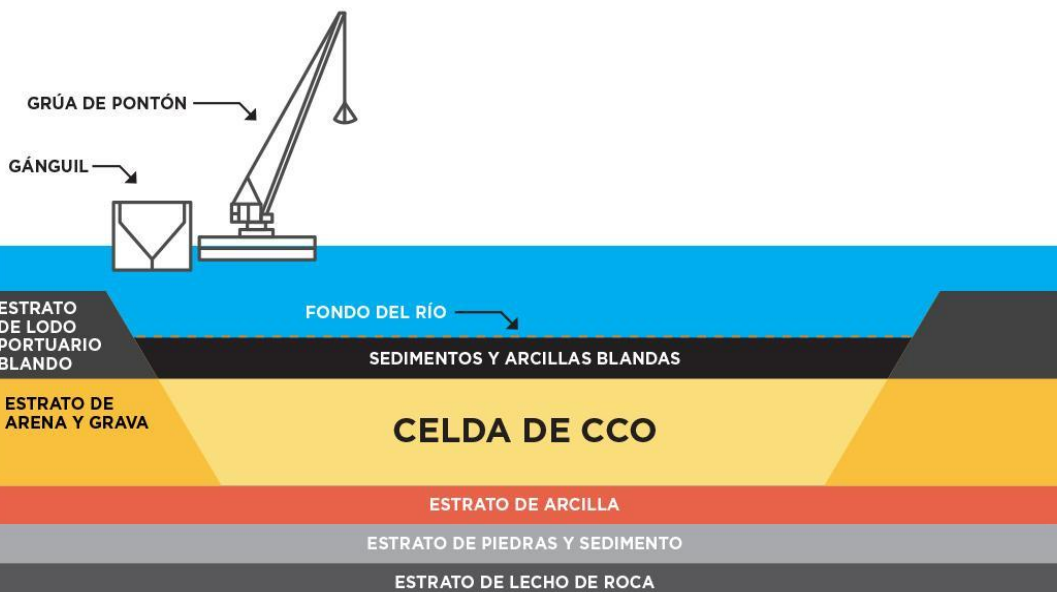 GRÚA DE PONTÓN
GÁNGUIL
ESTRATO
DE LODO
PORTUARIO
BLANDO
FONDO DEL RÍO
SEDIMENTOS Y ARCILLAS BLANDAS
ESTRATO DE
ARENA Y GRAVA
CELDA DE CCO
ESTRATO DE ARCILLA
ESTRATO DE PIEDRAS Y SEDIMENTO
ESTRATO DE LECHO DE ROCA